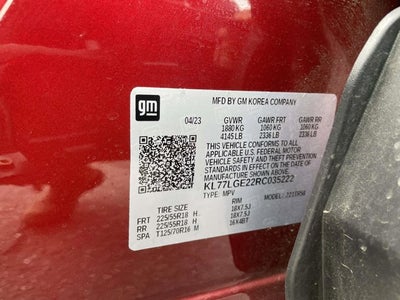 gm
MFD BY GM KOREA COMPANY
04/23 GVWR GAWR FRT GAWR RR
1880 KG 1060 KG 1060 KG
4145 LB 2336 LB 2336 LB
THIS VEHICLE CONFORMS TO ALL
APPLICABLE U.S. FEDERAL MOTOR
VEHICLE SAFETY AND THEFT
PREVENTION STANDARDS IN EFFECT
ON THE DATE OF MANUFACTURE
SHOWN ABOVE.
KL77LGE22RC035222
TYPE: MPV MODEL:
RIM
FRT 225/55R18 H 18X7.5J
RR 225/55R18 H 18X7.5J
SPA T125/70R16 M 16X4BT